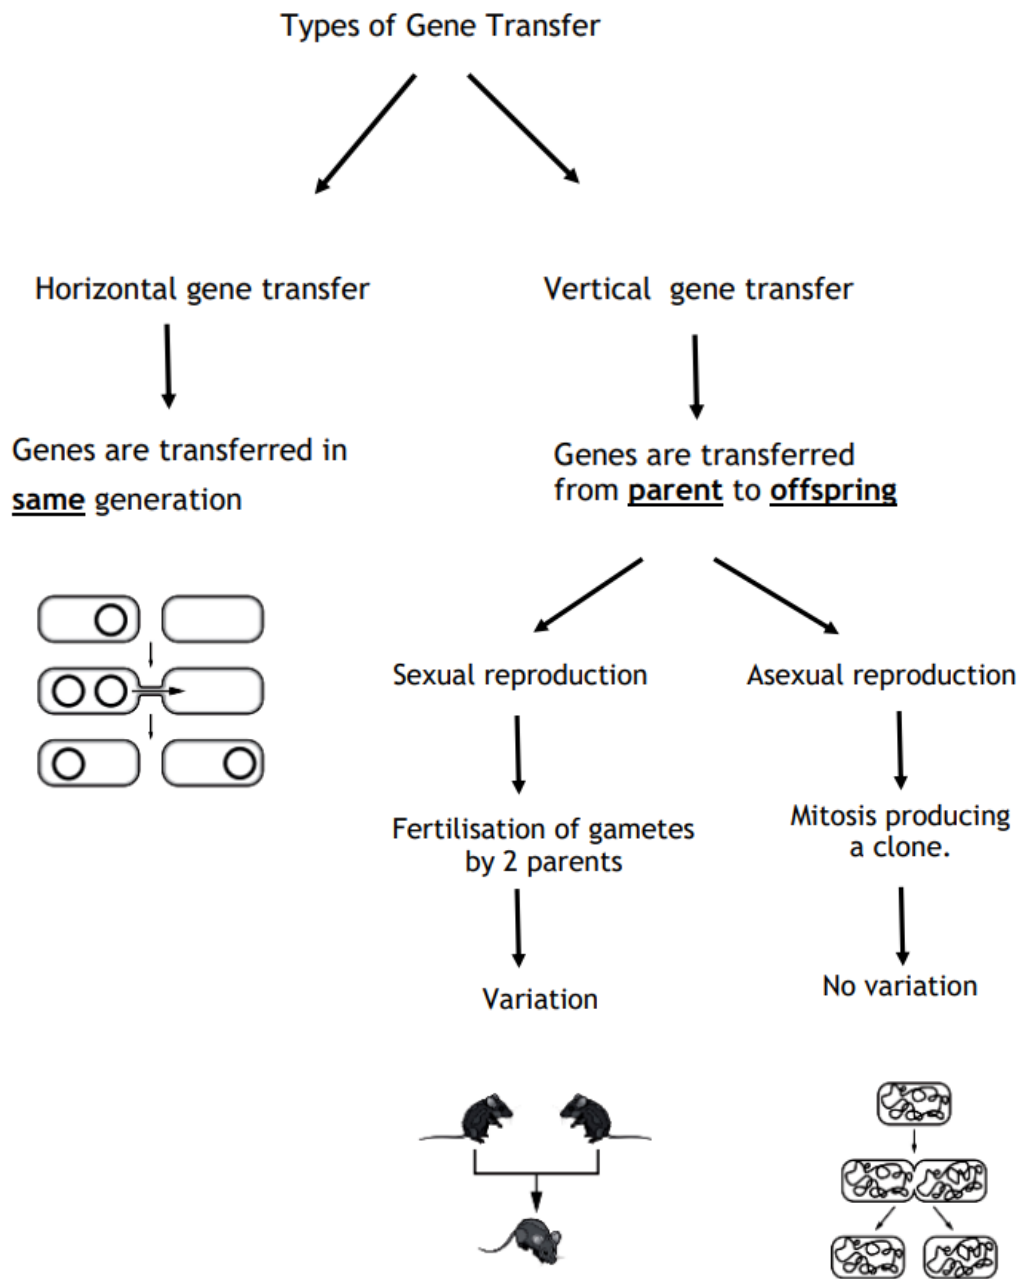 Types of Gene Transfer
Horizontal gene transfer
Vertical gene transfer
Genes are transferred in
same generation
Genes are transferred
from parent to offspring
Sexual reproduction
Asexual reproduction
Fertilisation of gametes
by 2 parents
Mitosis producing
a clone.
Variation
No variation